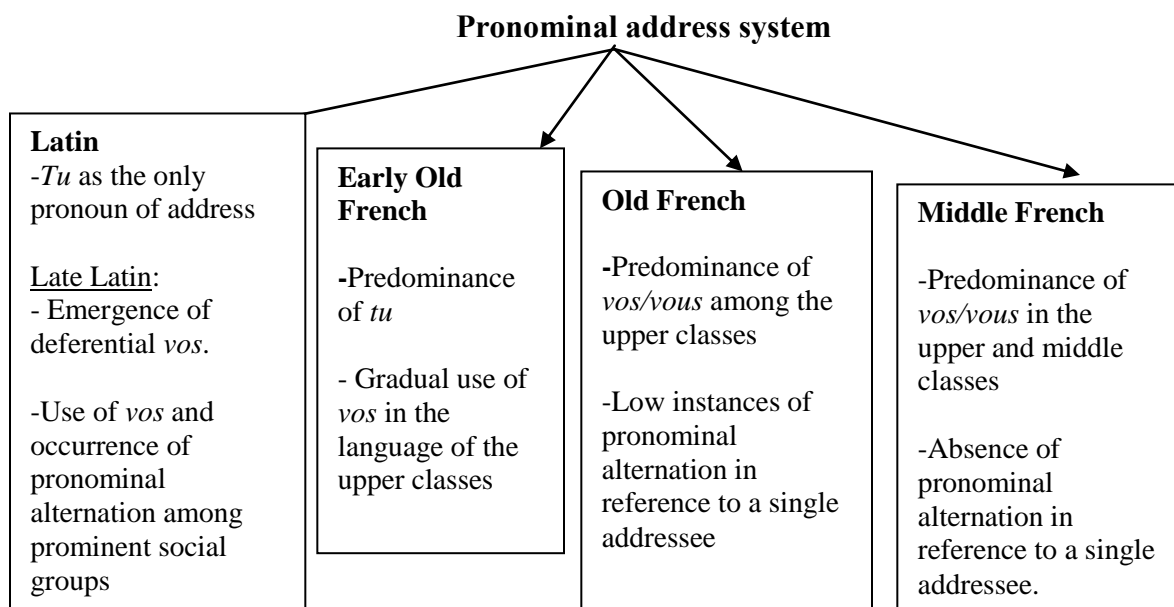 Pronominal address system
Latin
-Tu as the only
pronoun of address
Late Latin:
- Emergence of
deferential vos.
-Use of vos and
occurrence of
pronominal
alternation among
prominent social
groups
Early Old
French
-Predominance
of tu
- Gradual use of
vos in the
language of the
upper classes
Old French
-Predominance of
vos/vous among the
upper classes
-Low instances of
pronominal
alternation in
reference to a single
addressee
Middle French
-Predominance of
vos/vous in the
upper and middle
classes
-Absence of
pronominal
alternation in
reference to a single
addressee.